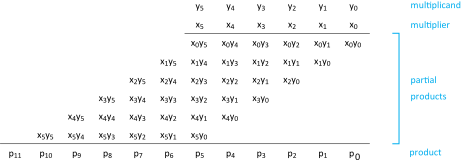 y5 y4 y3 y2 y1 y0 multiplicand
x5 x4 x3 x2 x1 x0 multiplier
x0y5 x0y4 x0y3 x0y2 x0y1 x0y0
x1y5 x1y4 x1y3 x1y2 x1y1 x1y0
x2y5 x2y4 x2y3 x2y2 x2y1 x2y0 partial
x3y5 x3y4 x3y3 x3y2 x3y1 x3y0 products
x4y5 x4y4 x4y3 x4y2 x4y1 x4y0
x5y5 x5y4 x5y3 x5y2 x5y1 x5y0
p11 p10 p9 p8 p7 p6 p5 p4 p3 p2 p1 p0 product